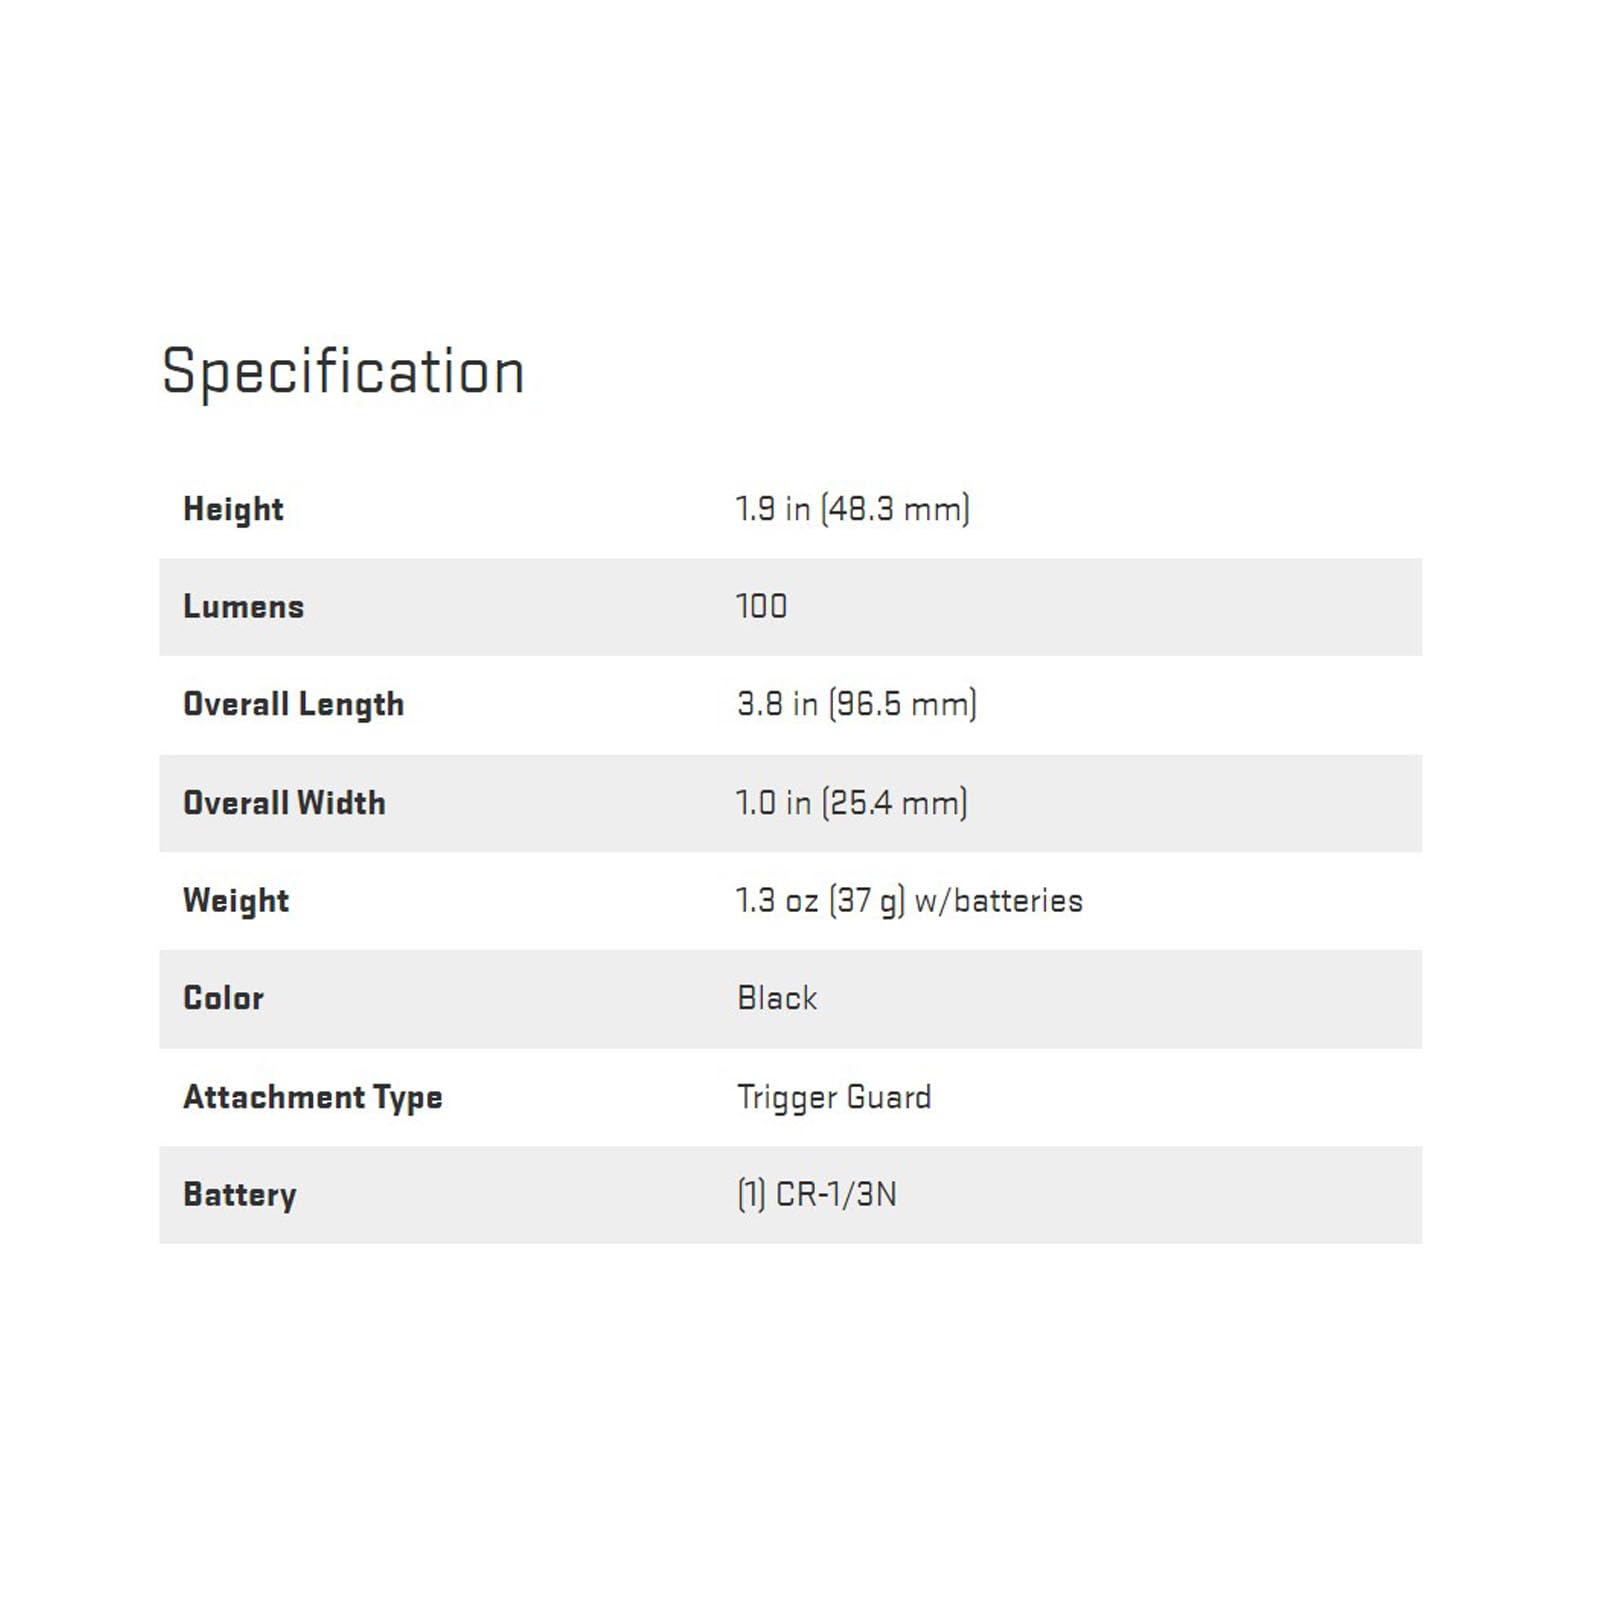 Specification
Height 1.9 in (48.3 mm)
Lumens 100
Overall Length 3.8 in (96.5 mm)
Overall Width 1.0 in (25.4 mm)
Weight 1.3 oz (37 g) w/batteries
Color Black
Attachment Type Trigger Guard
Battery (1) CR-1/3N